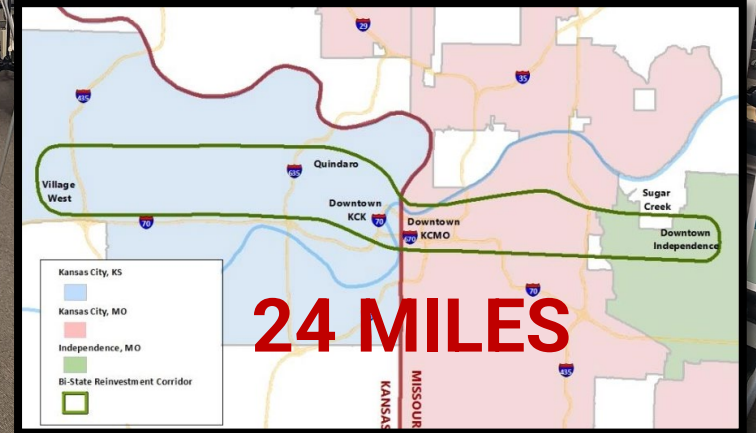 29
35
435
Quindaro
635
Village
West
Sugar
Creek
Downtown
KCK
70
Downtown
KCMO
670
70
Downtown
Independence
Kansas City, KS
Kansas City, MO
Independence, MO
Bi-State Reinvestment Corridor
70
24 MILES
435
KANSAS
MISSOURI